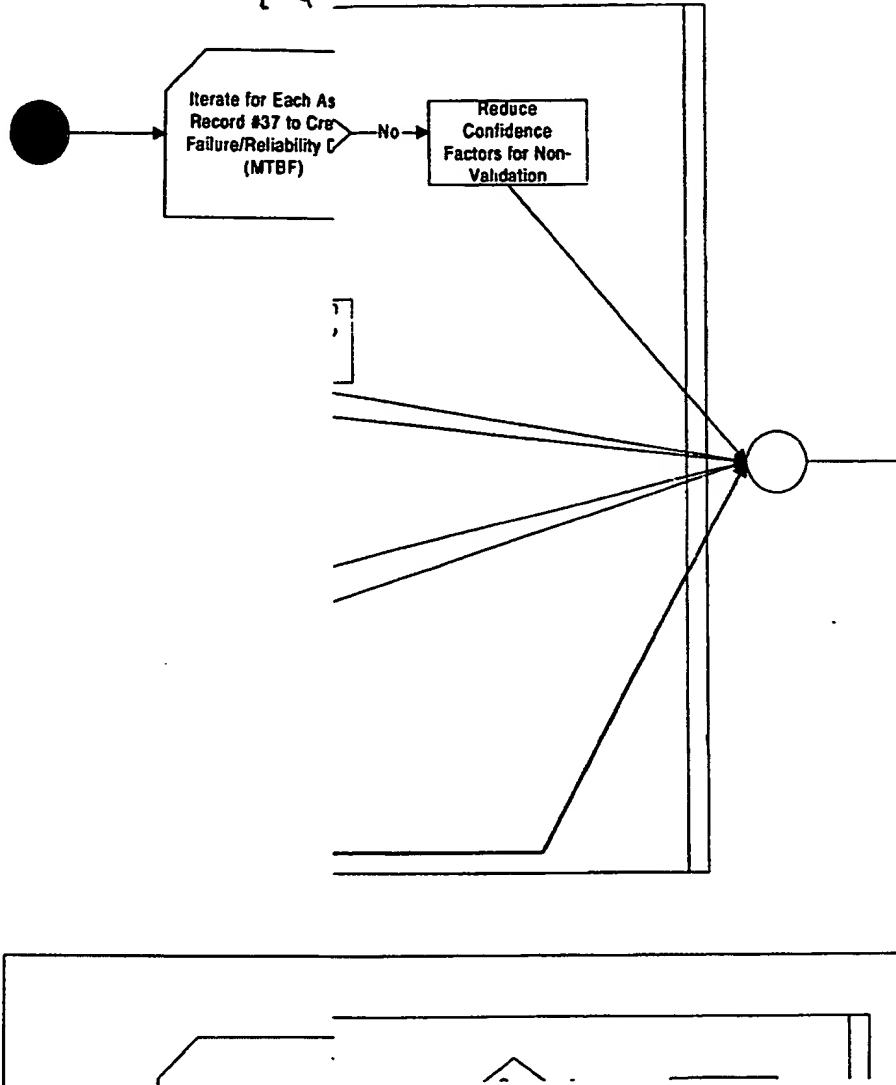 Iterate for Each As
Record #37 to Cre
Failure/Reliability
(MTBF)
No
Reduce
Confidence
Factors for Non-
Validation